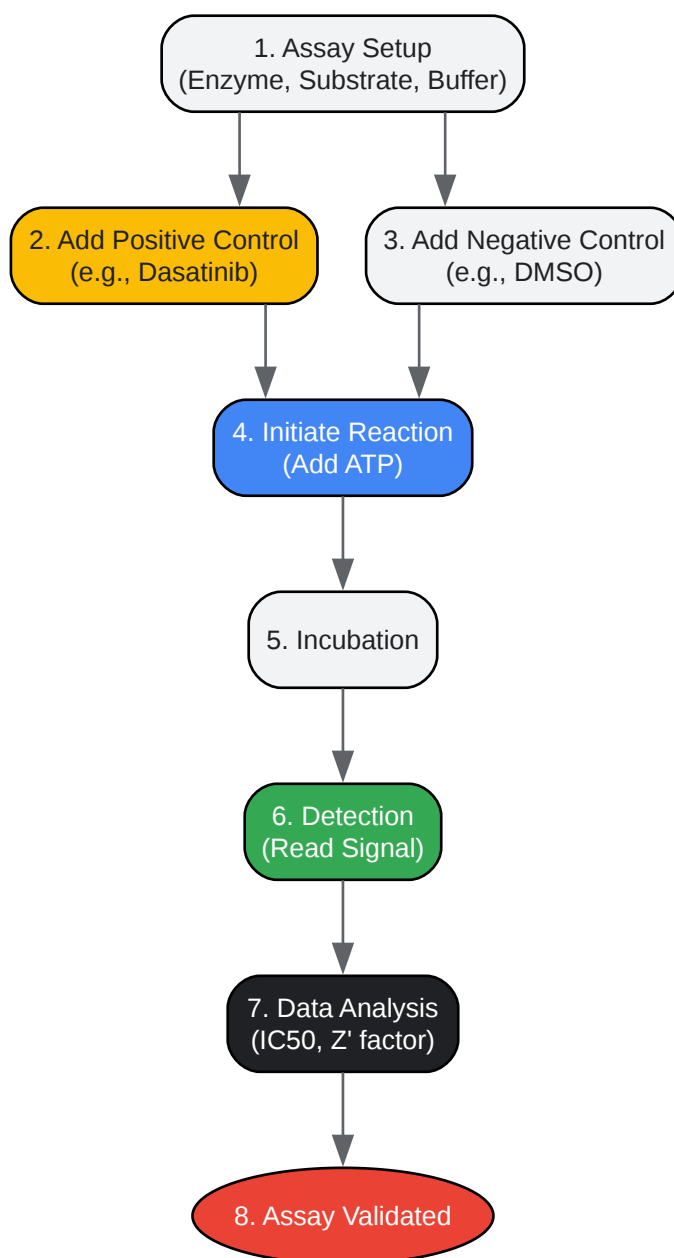 1. Assay Setup
(Enzyme, Substrate, Buffer)
2. Add Positive Control
(e.g., Dasatinib)
3. Add Negative Control
(e.g., DMSO)
4. Initiate Reaction
(Add ATP)
5. Incubation
6. Detection
(Read Signal)
7. Data Analysis
(IC50, Z' factor)
8. Assay Validated